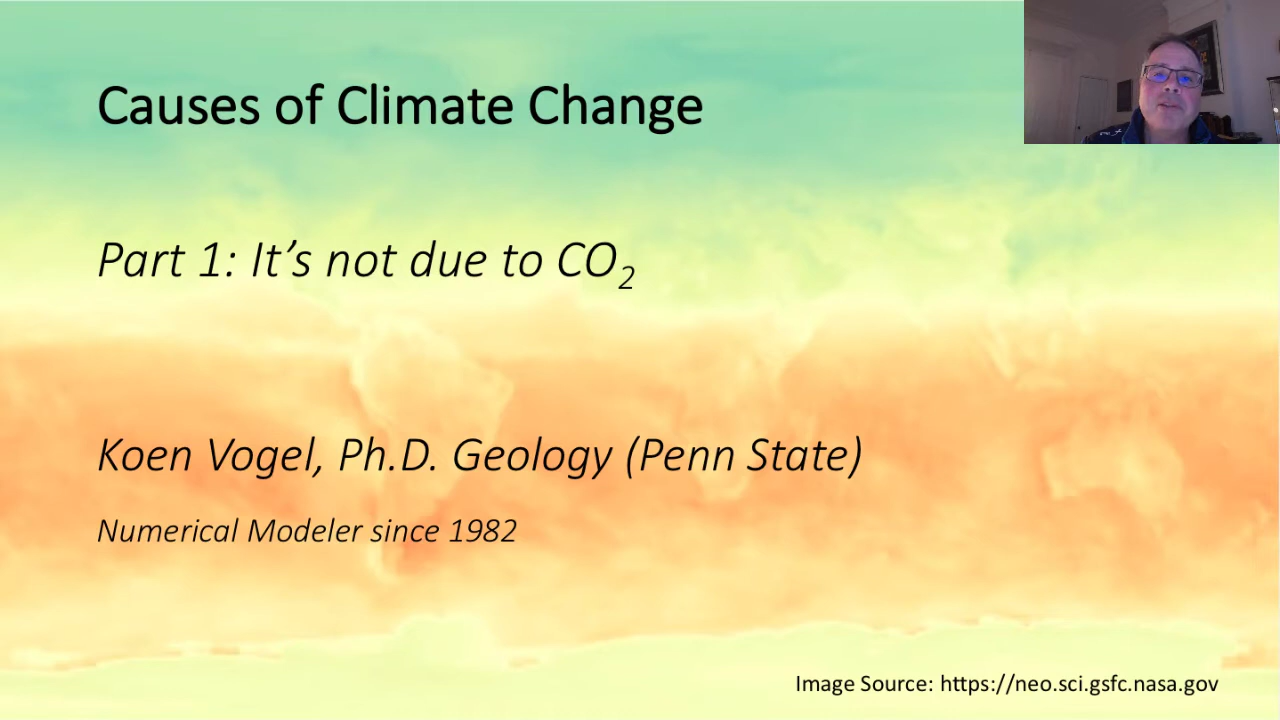 Causes of Climate Change
Part 1: It’s not due to CO₂
Koen Vogel, Ph.D. Geology (Penn State)
Numerical Modeler since 1982
Image Source: https://neo.sci.gsfc.nasa.gov